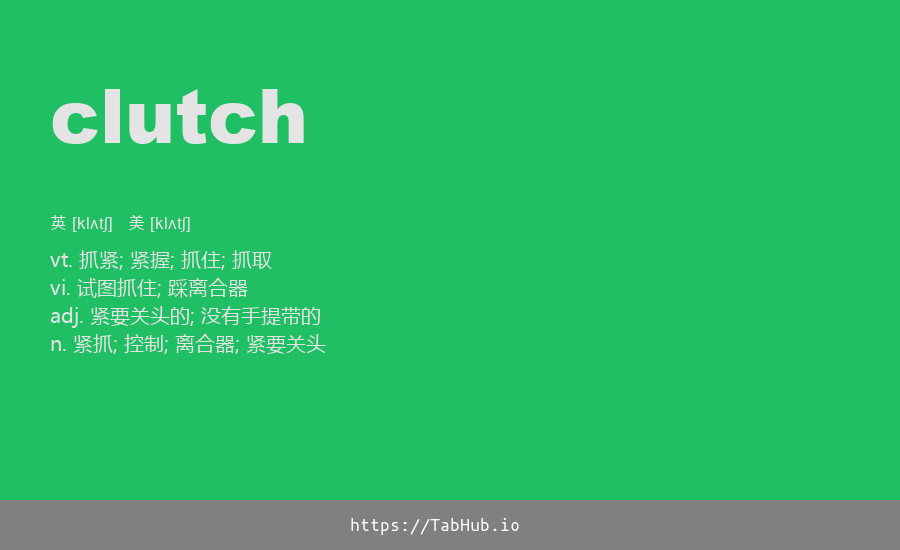 clutch
英 [klʌtʃ] 美 [klʌtʃ]
vt. 抓紧; 紧握; 抓住; 抓取
vi. 试图抓住; 踩离合器
adj. 紧要关头的; 没有手提带的
n. 紧抓; 控制; 离合器; 紧要关头
https://TabHub.io